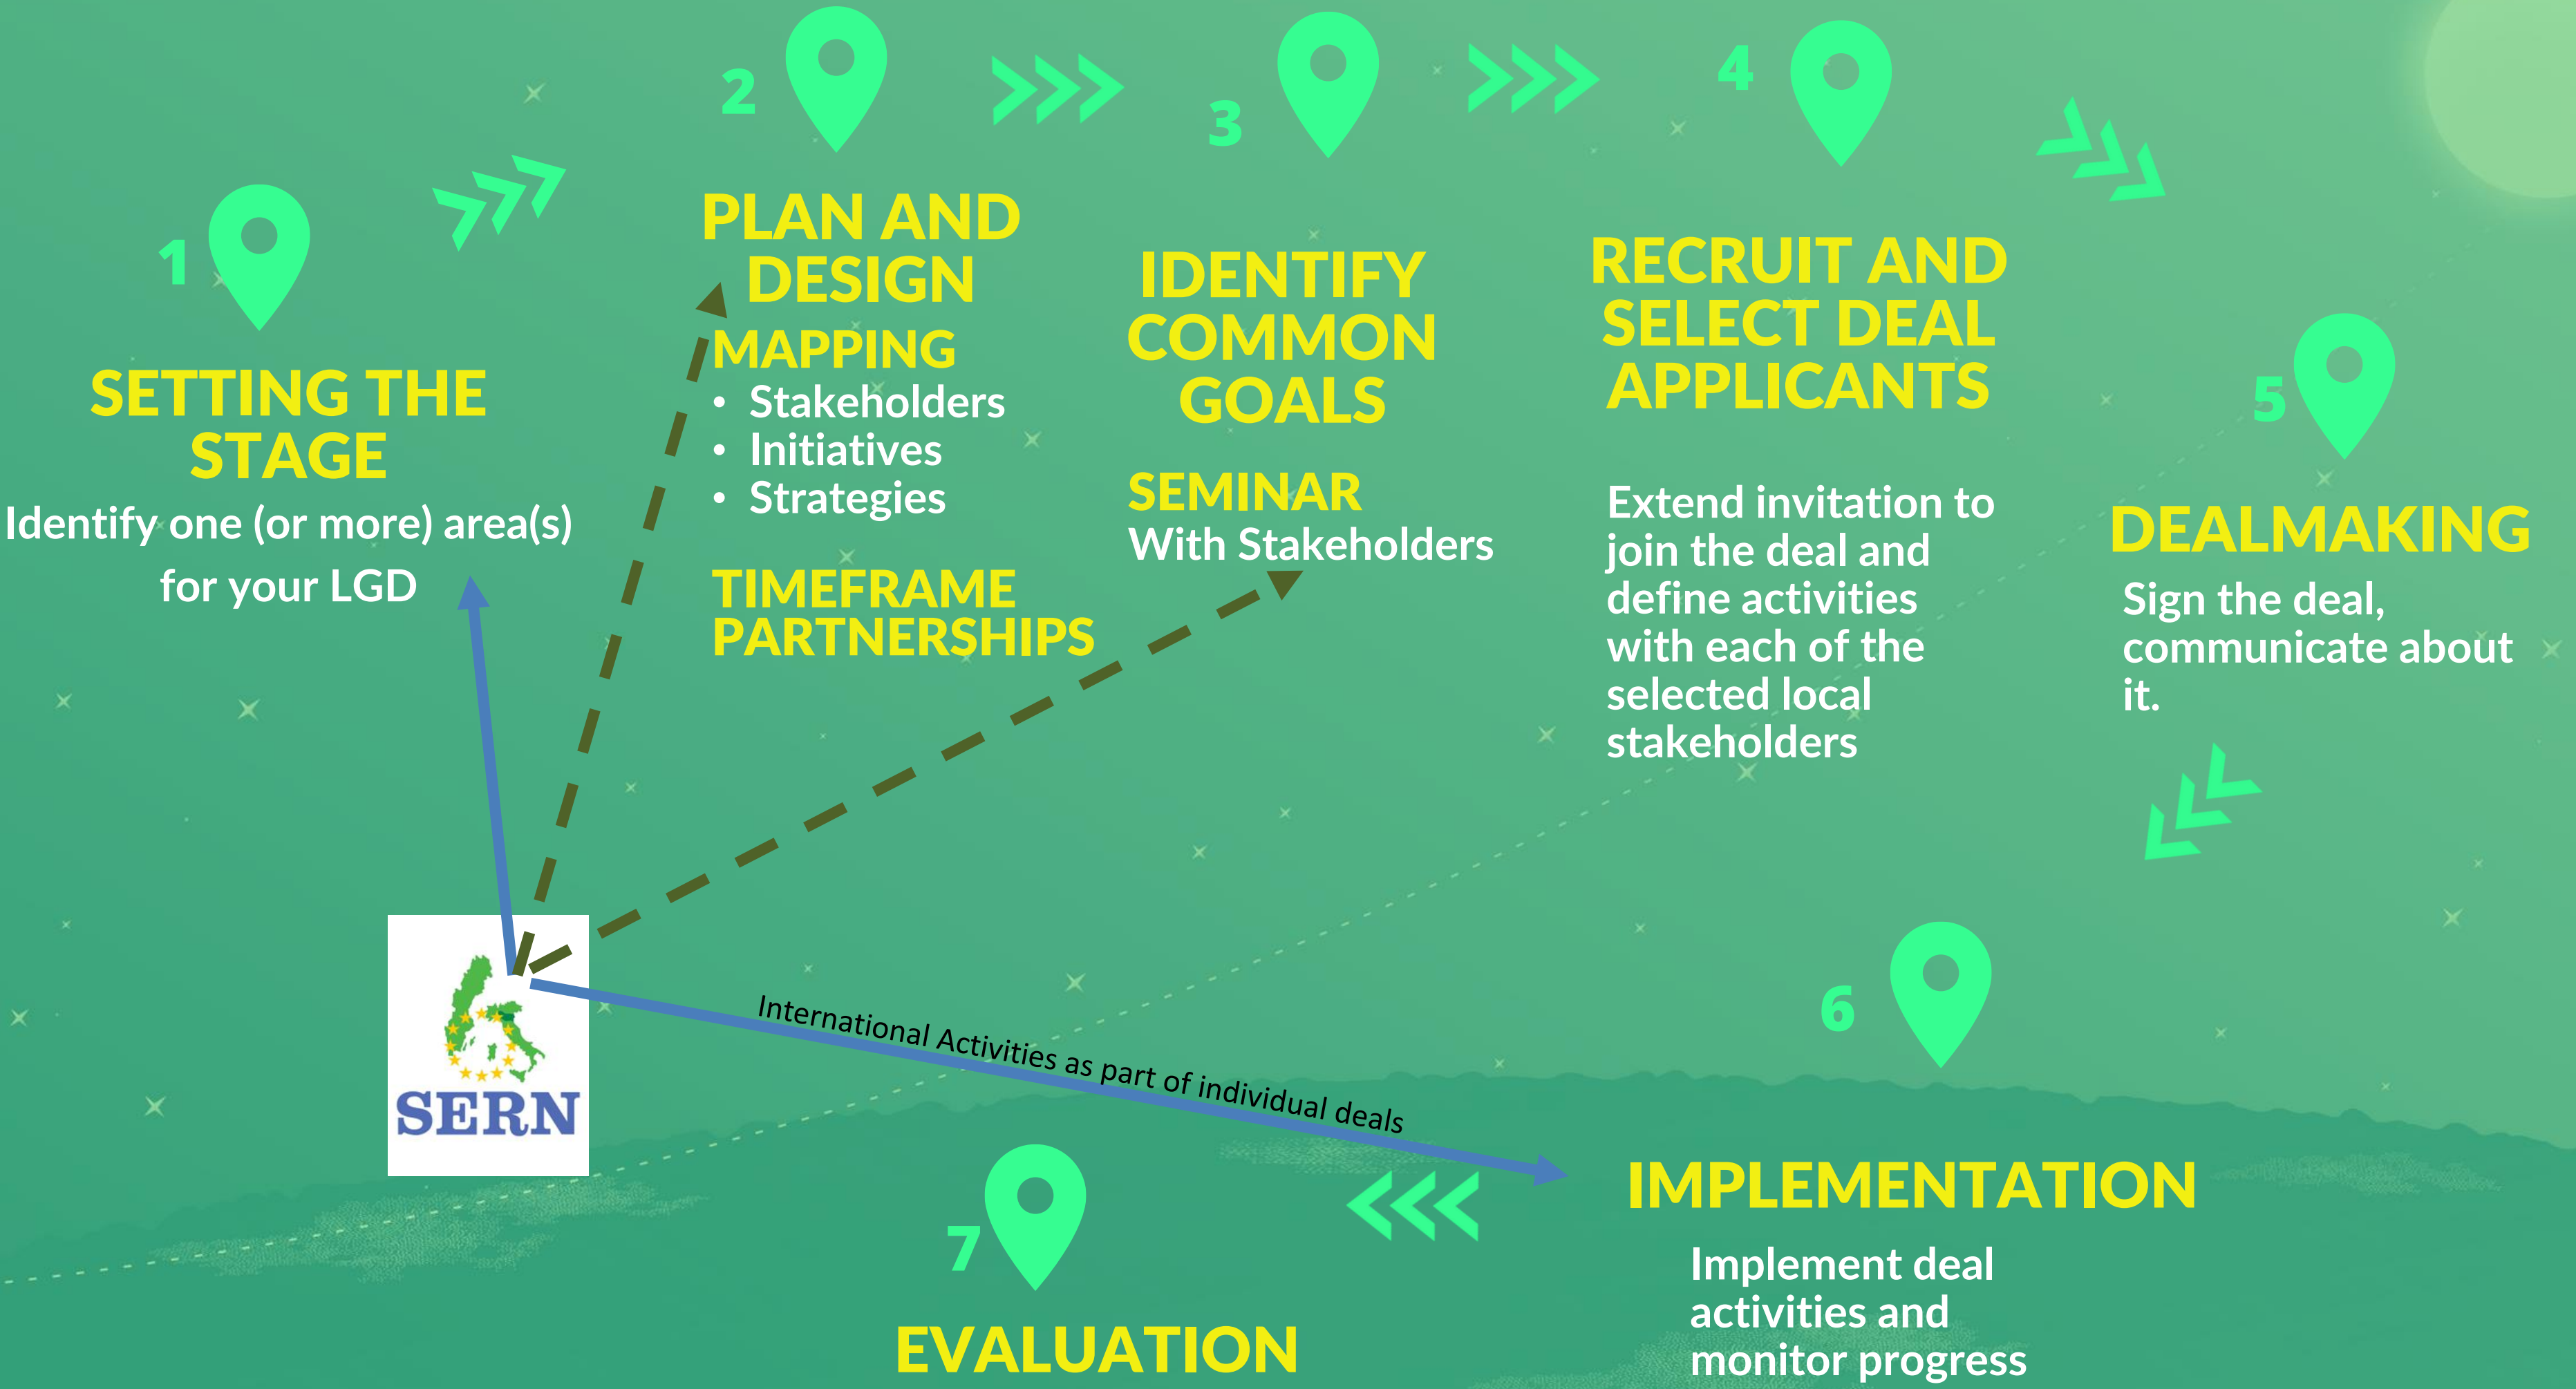 1
SETTING THE
STAGE
Identify one (or more) area(s)
for your LGD
2
PLAN AND
DESIGN
MAPPING
• Stakeholders
• Initiatives
• Strategies
TIMEFRAME
PARTNERSHIPS
3
IDENTIFY
COMMON
GOALS
SEMINAR
With Stakeholders
4
RECRUIT AND
SELECT DEAL
APPLICANTS
Extend invitation to
join the deal and
define activities
with each of the
selected local
stakeholders
5
DEALMAKING
Sign the deal,
communicate about
it.
SERN
International Activities as part of individual deals
6
IMPLEMENTATION
Implement deal
activities and
monitor progress
7
EVALUATION